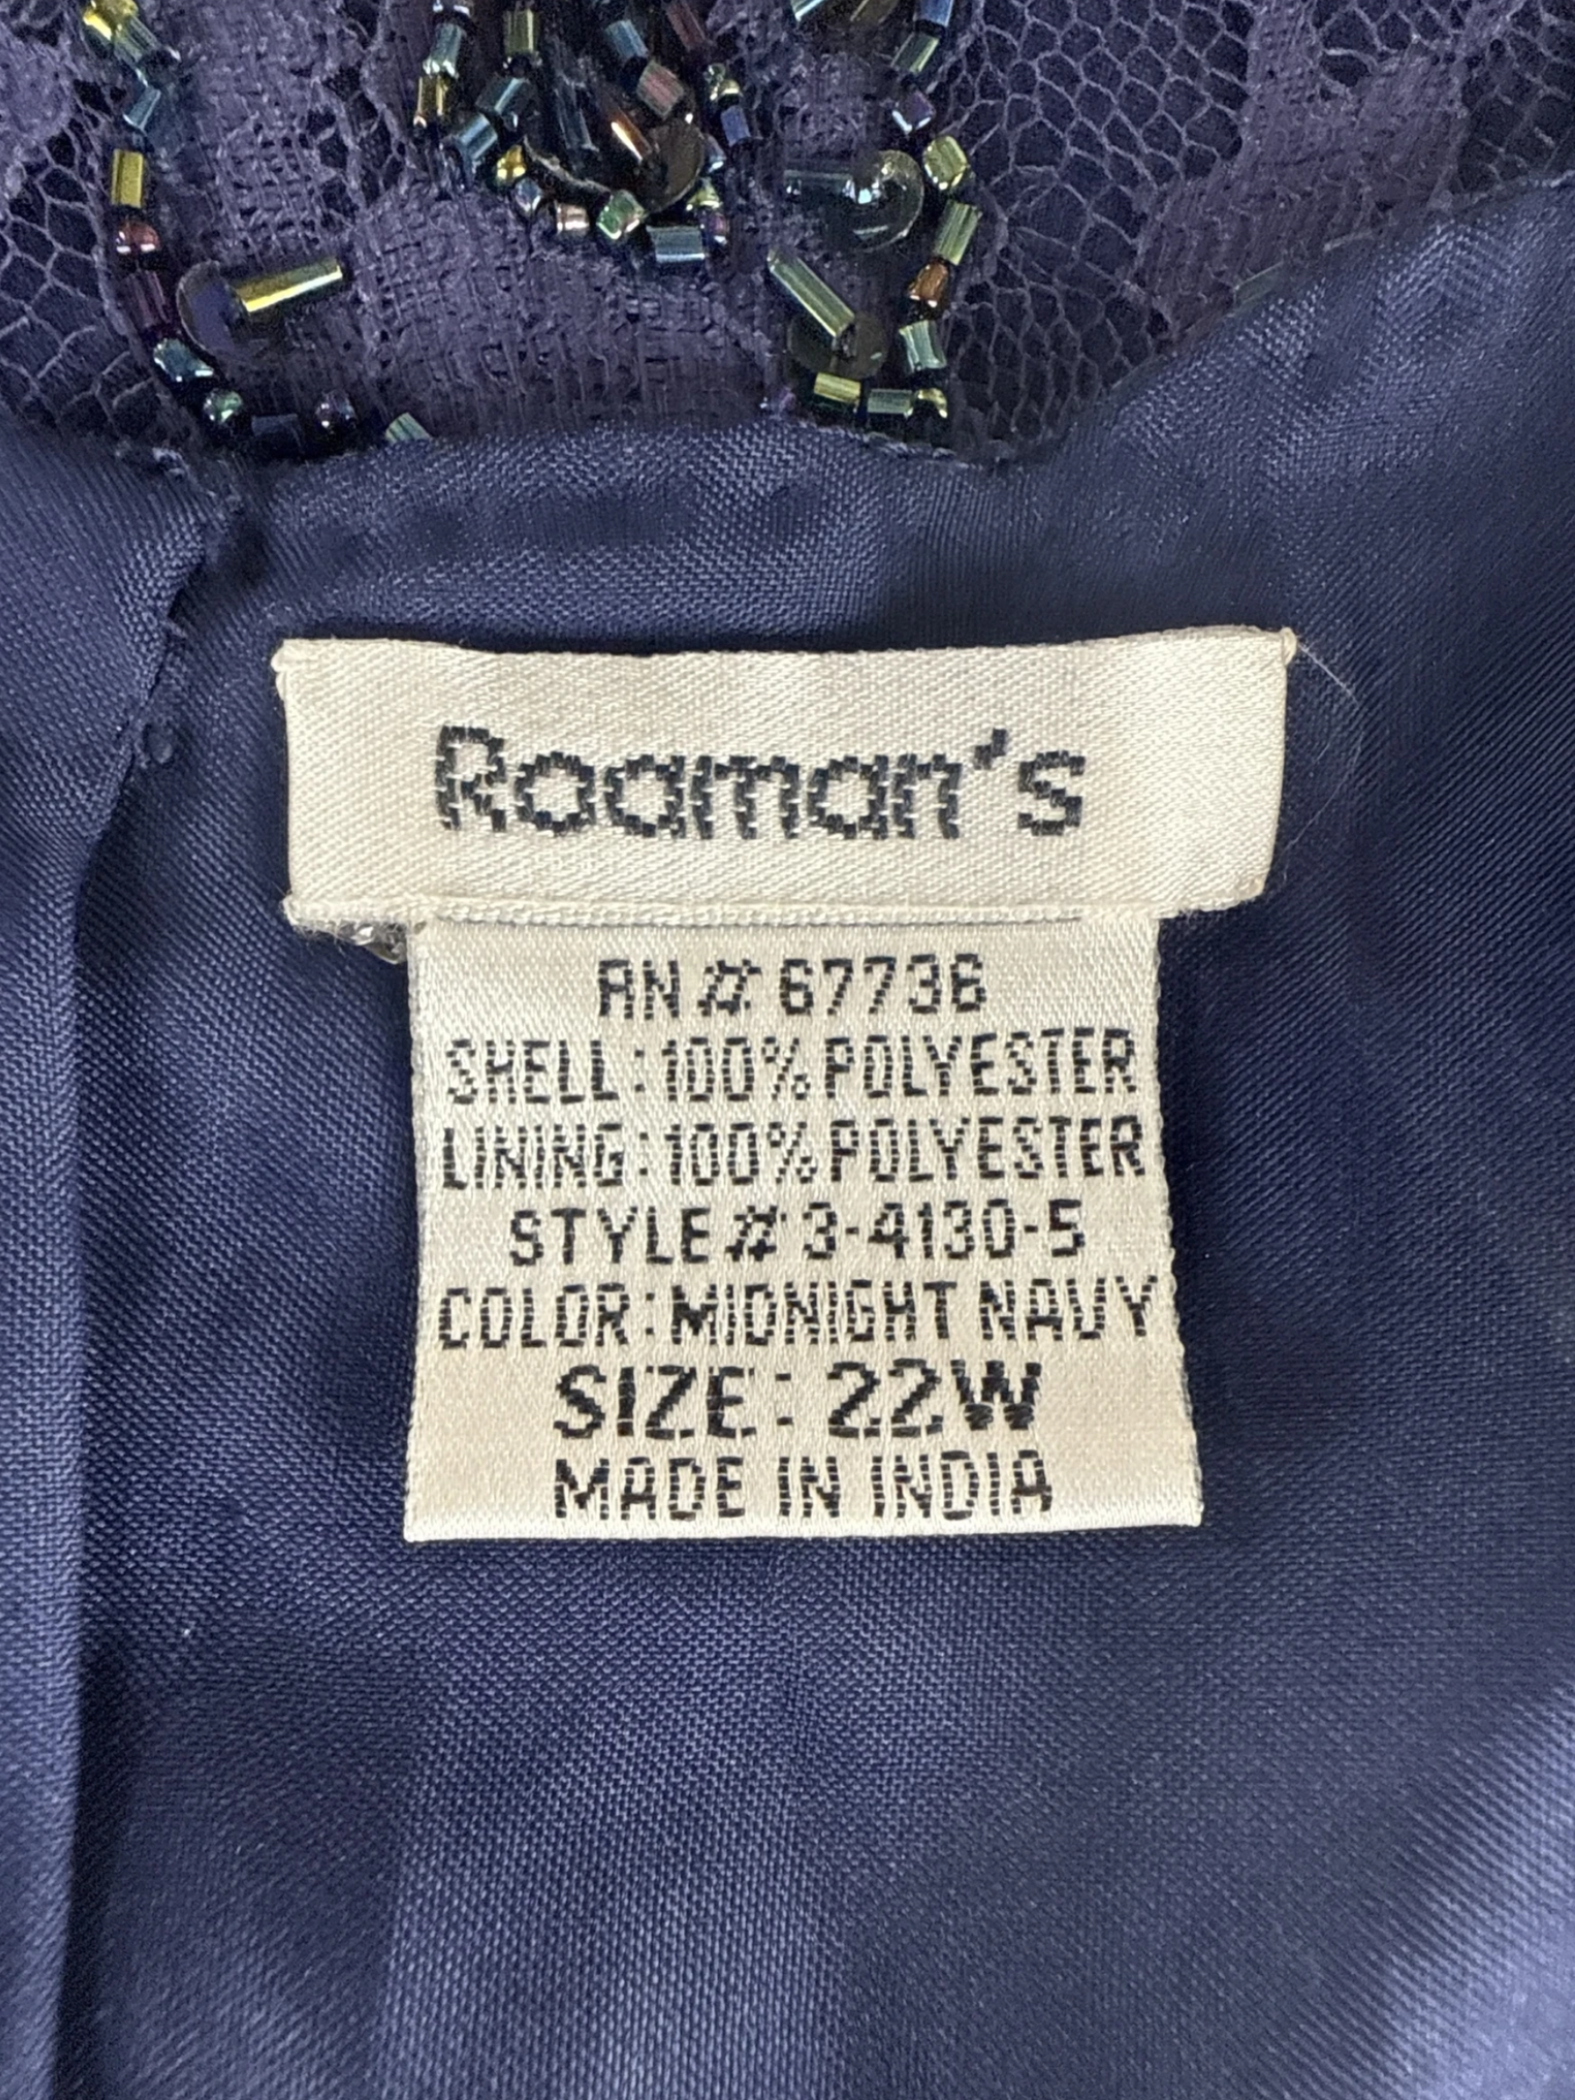 Roaman's
RN # 67736
SHELL: 100% POLYESTER
LINING: 100% POLYESTER
STYLE # 3-4130-5
COLOR: MIDNIGHT NAVY
SIZE: 22W
MADE IN INDIA